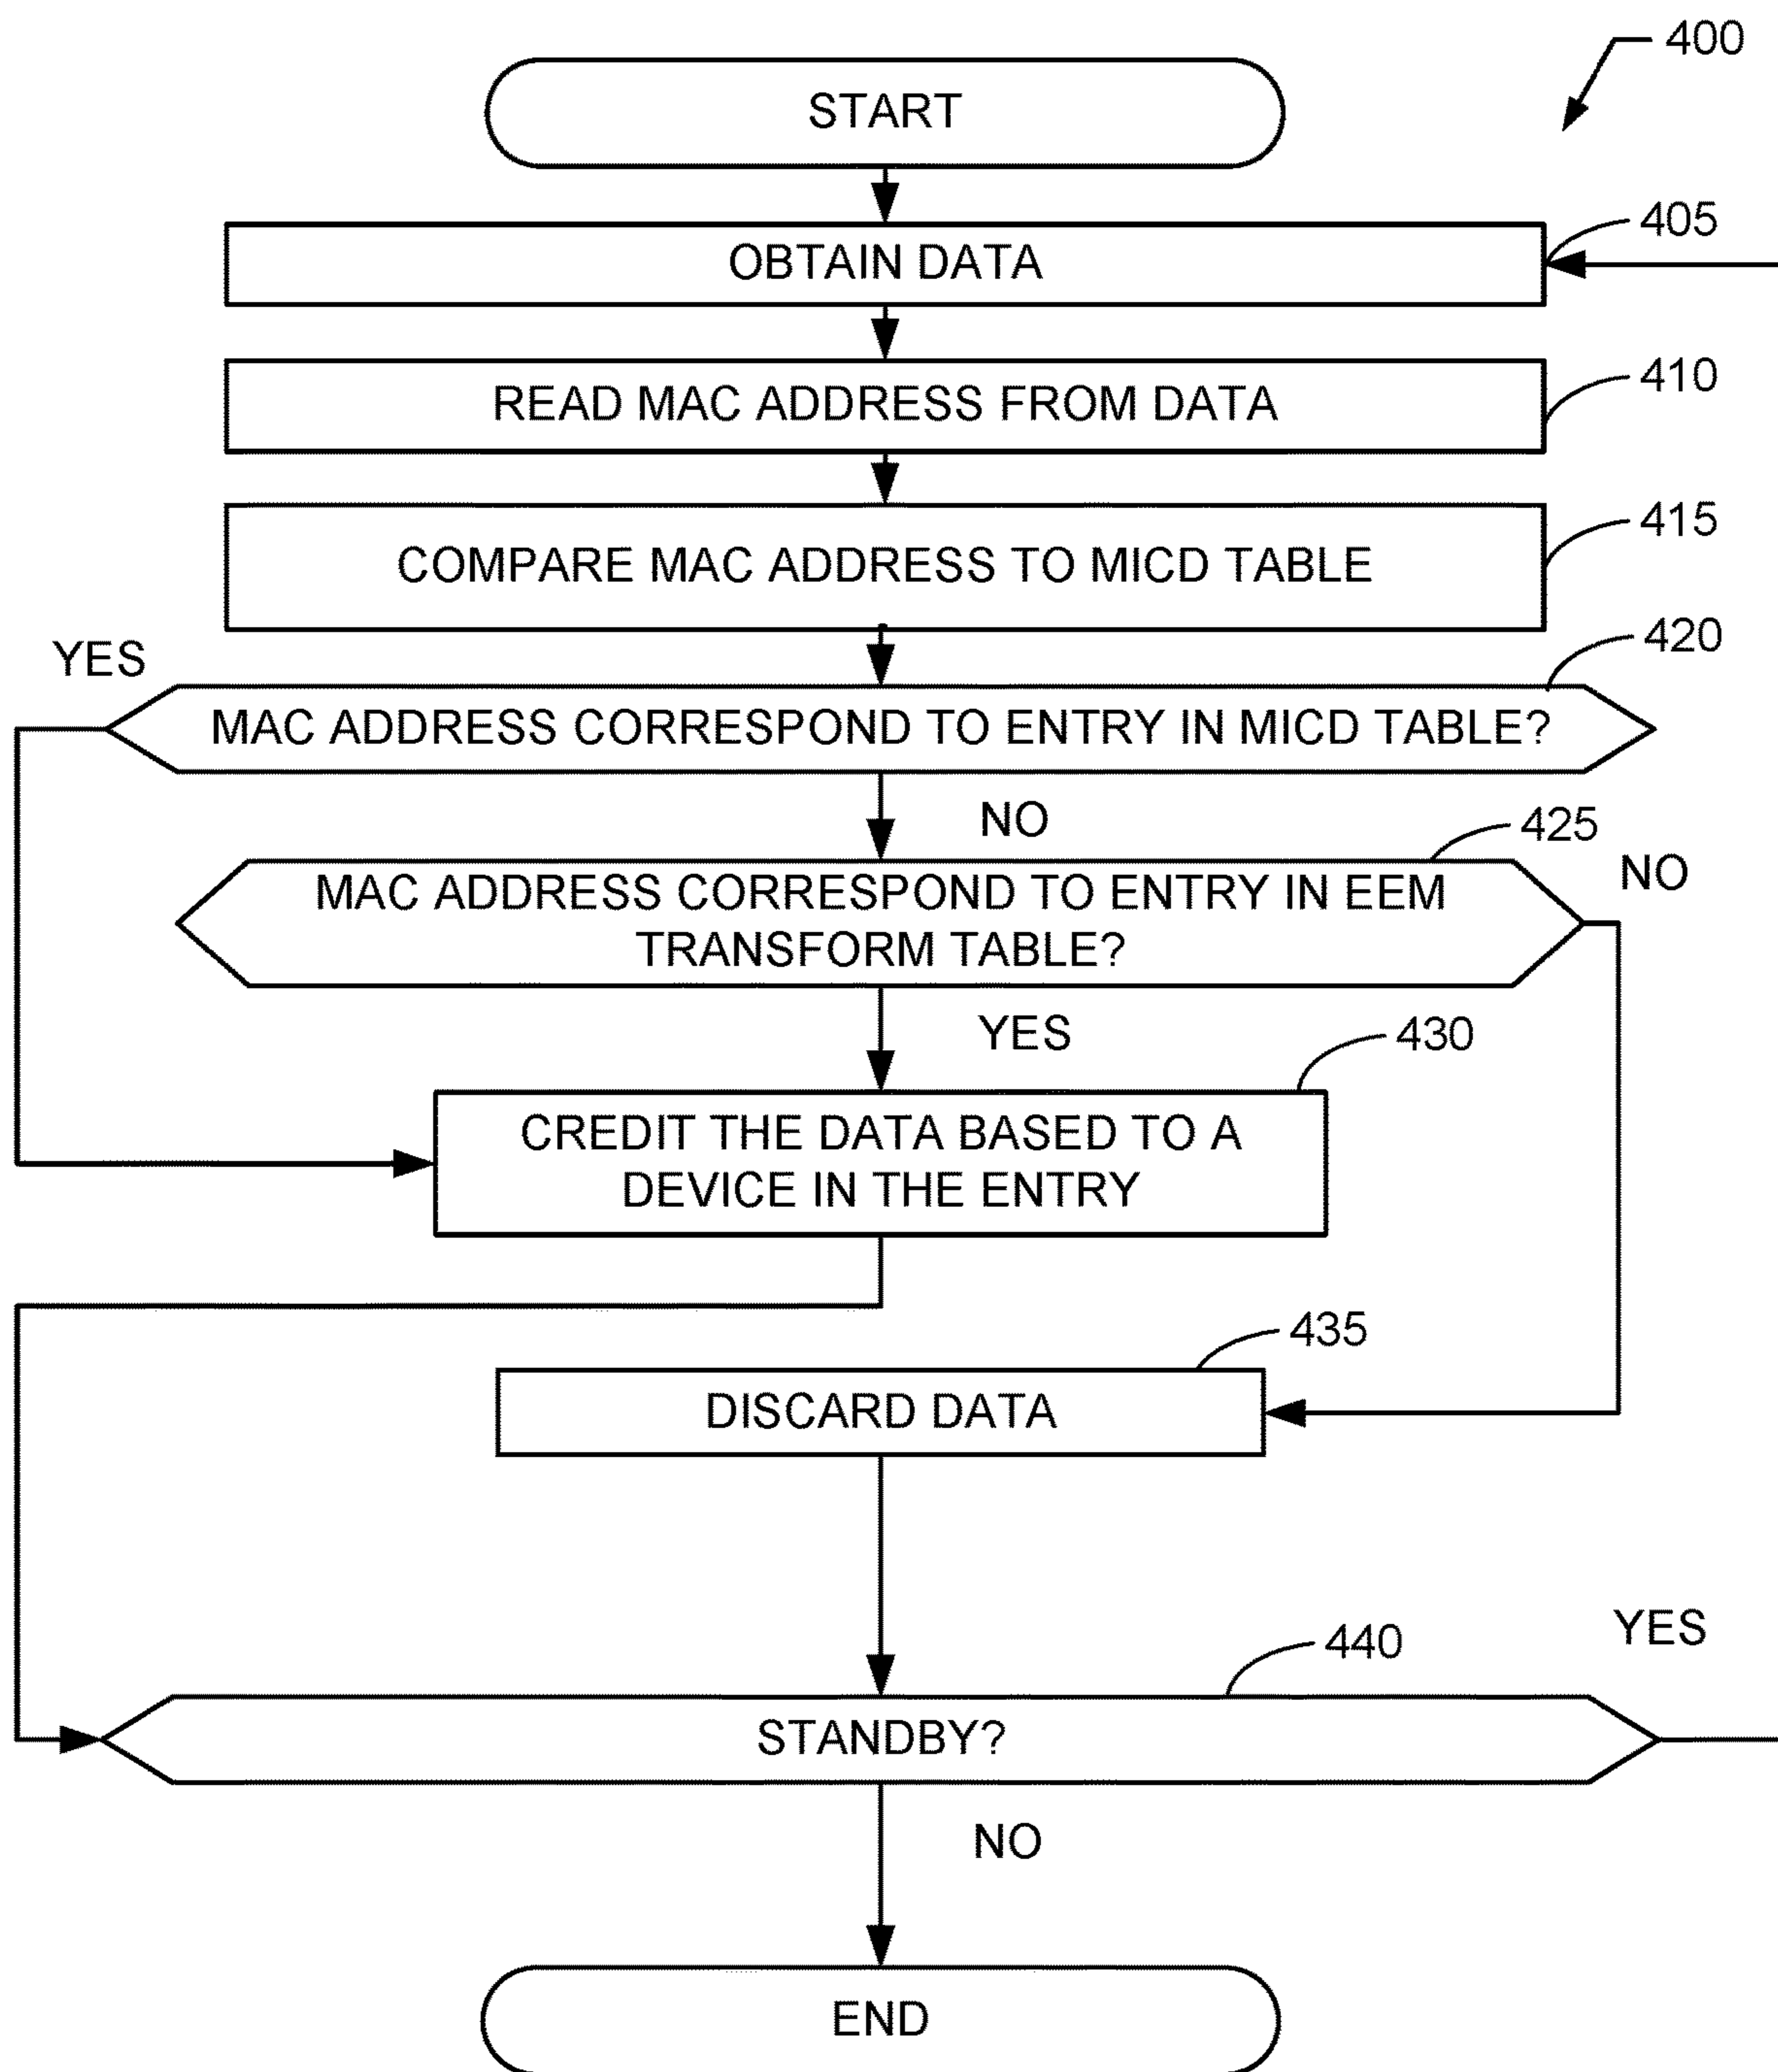 400
START
405
OBTAIN DATA
410
READ MAC ADDRESS FROM DATA
415
COMPARE MAC ADDRESS TO MICD TABLE
420
YES
MAC ADDRESS CORRESPOND TO ENTRY IN MICD TABLE?
NO
425
NO
MAC ADDRESS CORRESPOND TO ENTRY IN EEM
TRANSFORM TABLE?
YES
430
CREDIT THE DATA BASED TO A
DEVICE IN THE ENTRY
435
DISCARD DATA
440
YES
STANDBY?
NO
END